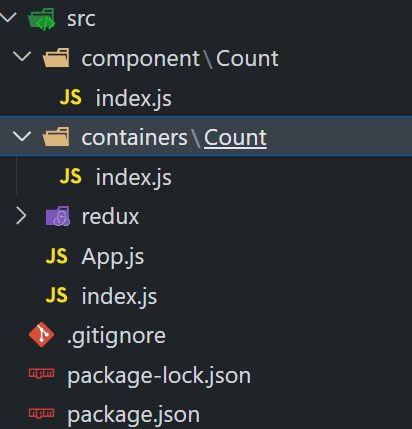 src
component\Count
JS index.js
containers\Count
JS index.js
redux
JS App.js
JS index.js
.gitignore
package-lock.json
package.json